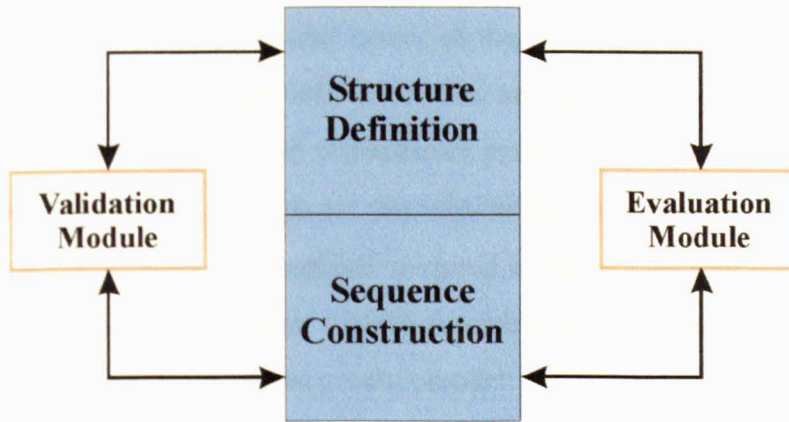 Structure
Definition
Validation
Module
Evaluation
Module
Sequence
Construction